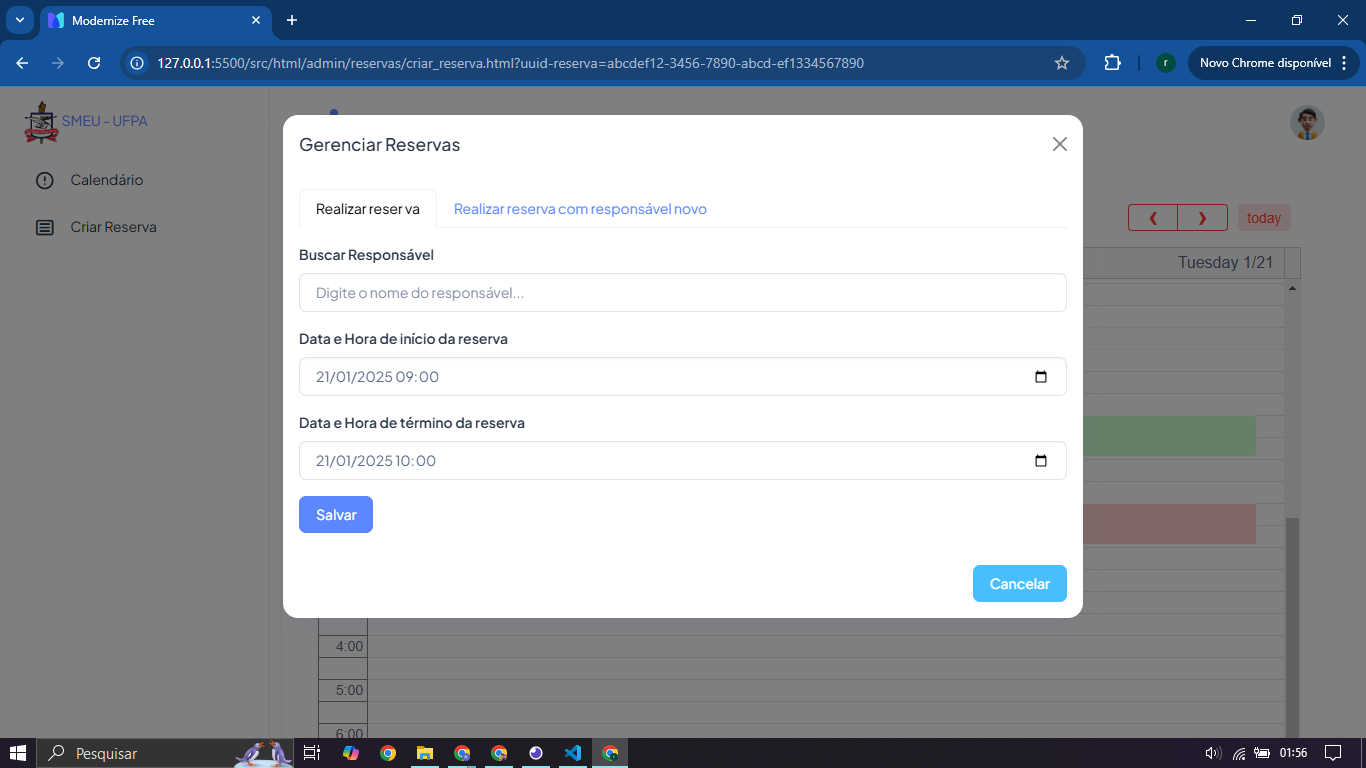 Modernize Free
127.0.0.1:5500/src/html/admin/reservas/criar_reserva.html?uuid-reserva=abcdef12-3456-7890-abcd-ef1334567890
r
Novo Chrome disponível
SMEU - UFPA
Calendário
Criar Reserva
Gerenciar Reservas
Realizar reserva
Realizar reserva com responsável novo
Buscar Responsável
Digite o nome do responsável...
Data e Hora de início da reserva
21/01/2025 09:00
Data e Hora de término da reserva
21/01/2025 10:00
Salvar
Cancelar
today
Tuesday 1/21
4:00
5:00
6:00
Pesquisar
01:56